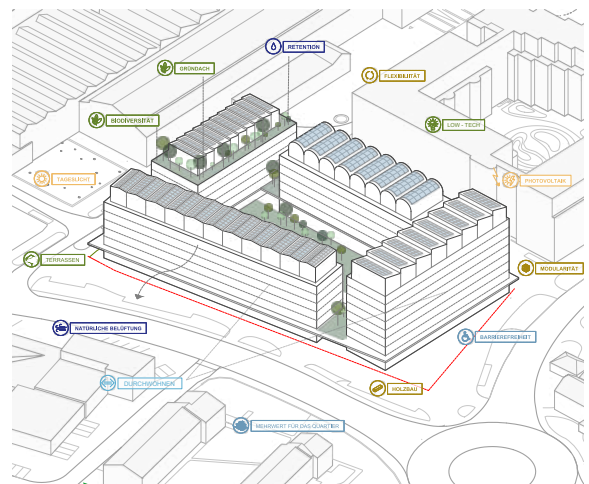 RETENTION
GRÜNDACH
FLEXIBILITÄT
BIODIVERSITÄT
LOW - TECH
TAGESLICHT
PHOTOVOLTAIK
TERRASSEN
MODULARITÄT
NATÜRLICHE BELÜFTUNG
BARRIEREFREIHEIT
DURCHWOHNEN
HOLZBAU
MEHRWERT FÜR DAS QUARTIER